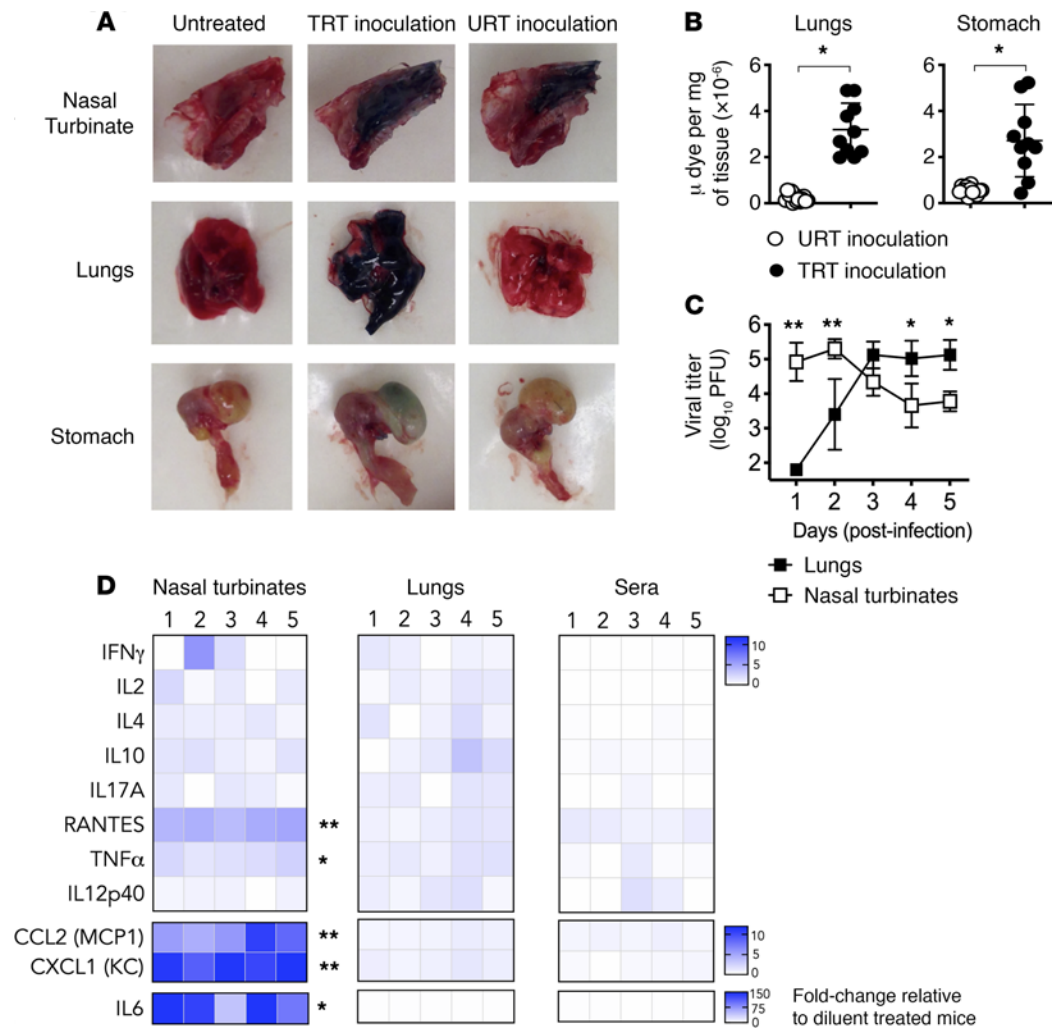 A
Untreated TRT inoculation URT inoculation
Nasal
Turbinate
Lungs
Stomach
B
Lungs Stomach
* *
μ dye per mg
of tissue (×10⁻⁶)
6 6
4 4
2 2
0 0
URT inoculation
TRT inoculation
C
** ** * *
Viral titer
(log₁₀ PFU)
6
5
4
3
2
1 2 3 4 5
Days (post-infection)
Lungs
Nasal turbinates
D
Nasal turbinates Lungs Sera
1 2 3 4 5 1 2 3 4 5 1 2 3 4 5
IFNγ
IL2
IL4
IL10
IL17A
RANTES **
TNFα *
IL12p40
10
5
0
CCL2 (MCP1) **
CXCL1 (KC) **
10
5
0
IL6 *
150
75
0
Fold-change relative
to diluent treated mice